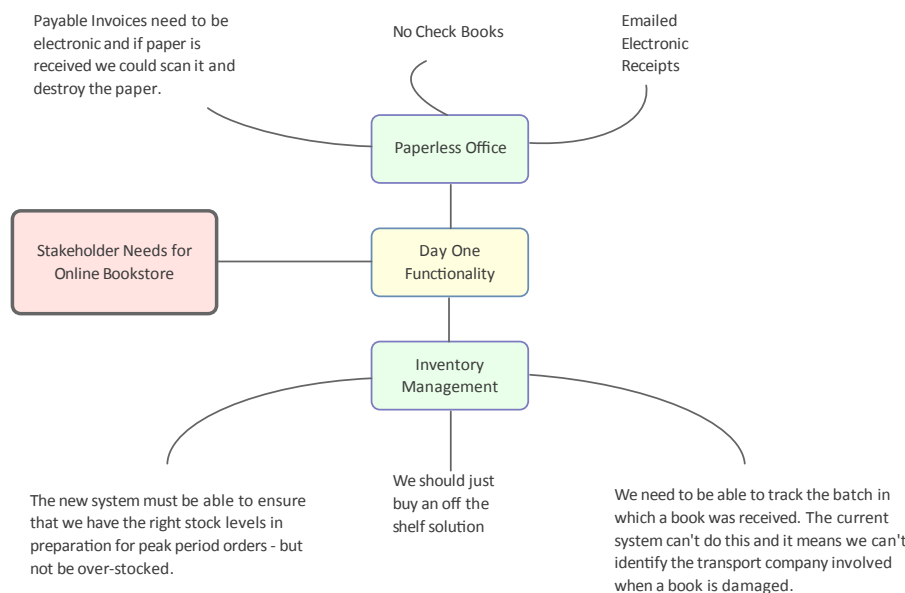 Payable Invoices need to be
electronic and if paper is
received we could scan it and
destroy the paper.
No Check Books
Emailed
Electronic
Receipts
Paperless Office
Stakeholder Needs for
Online Bookstore
Day One
Functionality
Inventory
Management
The new system must be able to ensure
that we have the right stock levels in
preparation for peak period orders - but
not be over-stocked.
We should just
buy an off the
shelf solution
We need to be able to track the batch in
which a book was received. The current
system can't do this and it means we can't
identify the transport company involved
when a book is damaged.